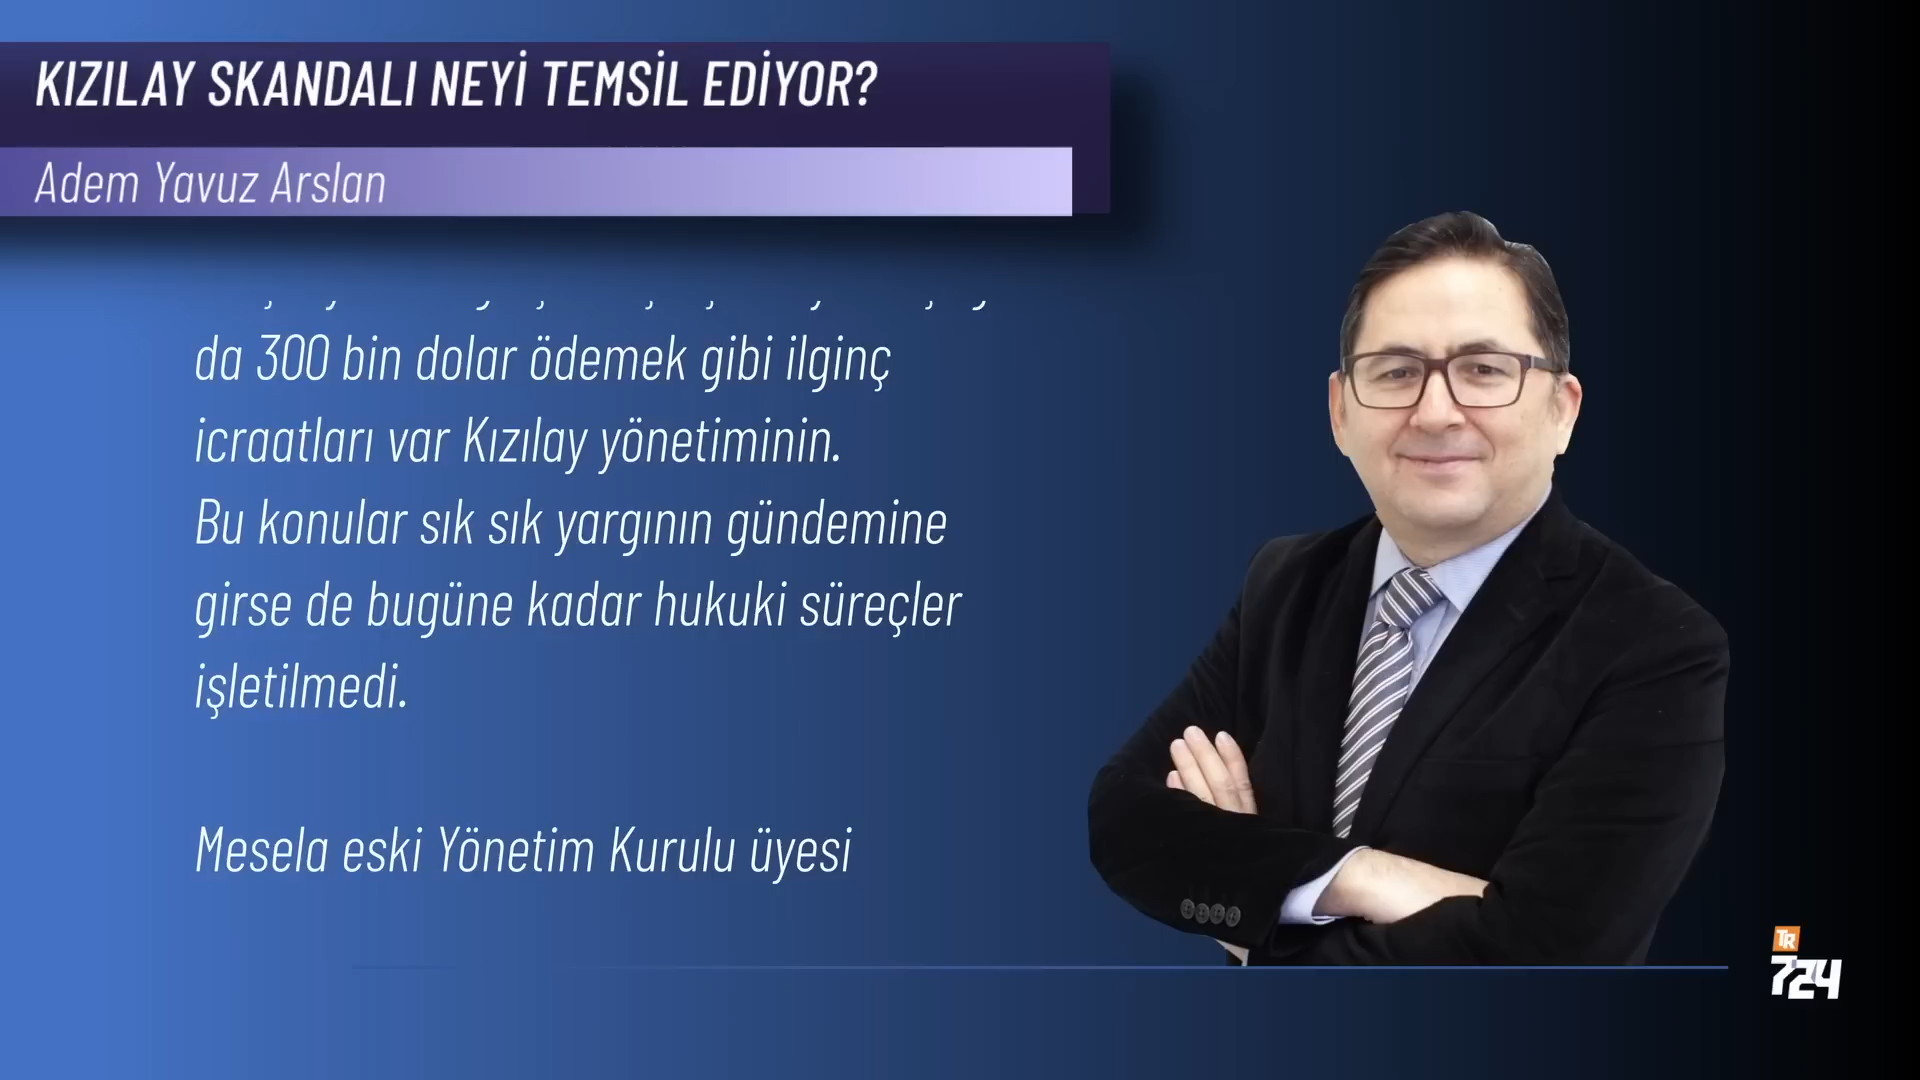 KIZILAY SKANDALI NEYİ TEMSİL EDİYOR?
Adem Yavuz Arslan
da 300 bin dolar ödemek gibi ilginç
icraatları var Kızılay yönetiminin.
Bu konular sık sık yargının gündemine
girse de bugüne kadar hukuki süreçler
işletilmedi.
Mesela eski Yönetim Kurulu üyesi
TR
724